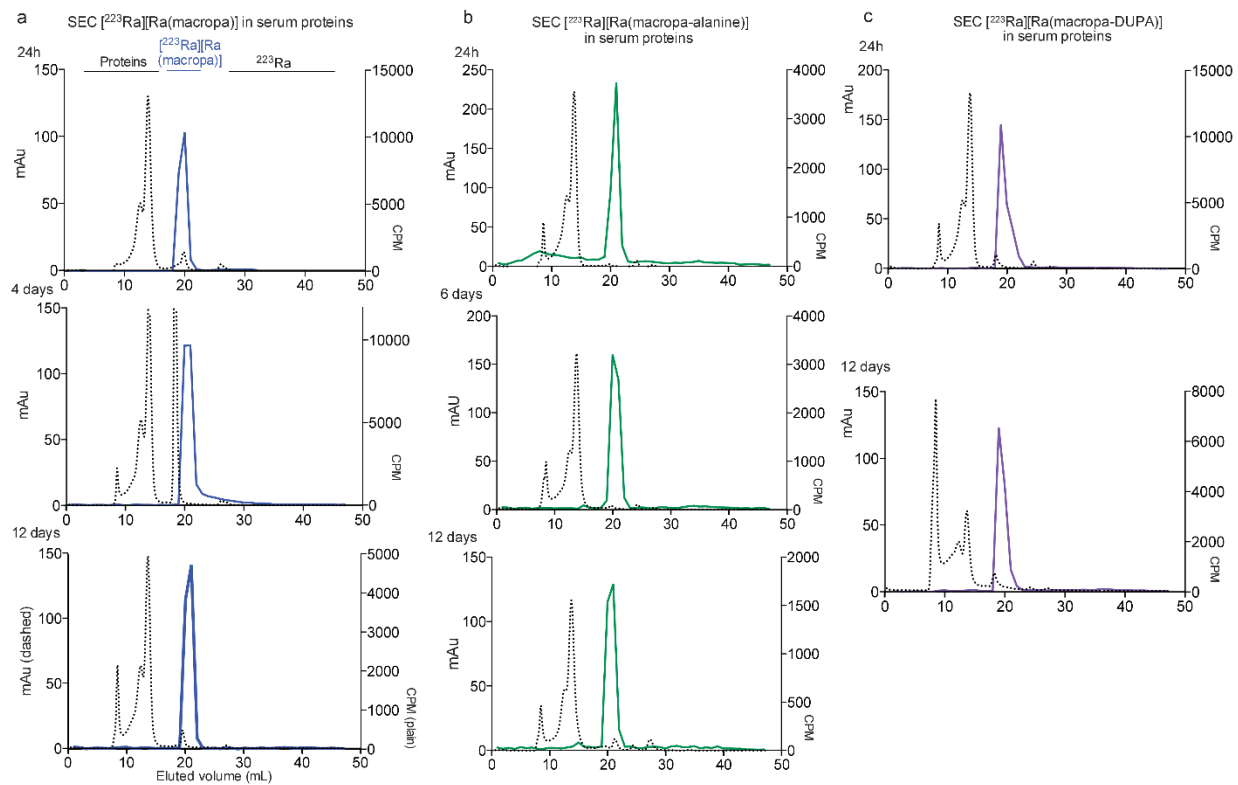 a
SEC [²²³Ra][Ra(macropa)] in serum proteins
24h
Proteins
[²²³Ra][Ra
(macropa)]
²²³Ra
150
100
50
0
mAu
15000
10000
5000
0
CPM
0 10 20 30 40 50
4 days
150
100
50
0
mAu
10000
5000
0
CPM
0 10 20 30 40 50
12 days
150
100
50
0
mAu (dashed)
5000
4000
3000
2000
1000
0
CPM (plain)
0 10 20 30 40 50
Eluted volume (mL)
b
SEC [²²³Ra][Ra(macropa-alanine)]
in serum proteins
24h
250
200
150
100
50
0
mAu
4000
3000
2000
1000
0
CPM
0 10 20 30 40 50
6 days
200
150
100
50
0
mAU
4000
3000
2000
1000
0
CPM
0 10 20 30 40 50
12 days
150
100
50
0
mAu
2000
1500
1000
500
0
CPM
0 10 20 30 40 50
c
SEC [²²³Ra][Ra(macropa-DUPA)]
in serum proteins
24h
200
150
100
50
0
mAu
15000
10000
5000
0
CPM
0 10 20 30 40 50
12 days
150
100
50
0
mAu
8000
6000
4000
2000
0
CPM
0 10 20 30 40 50